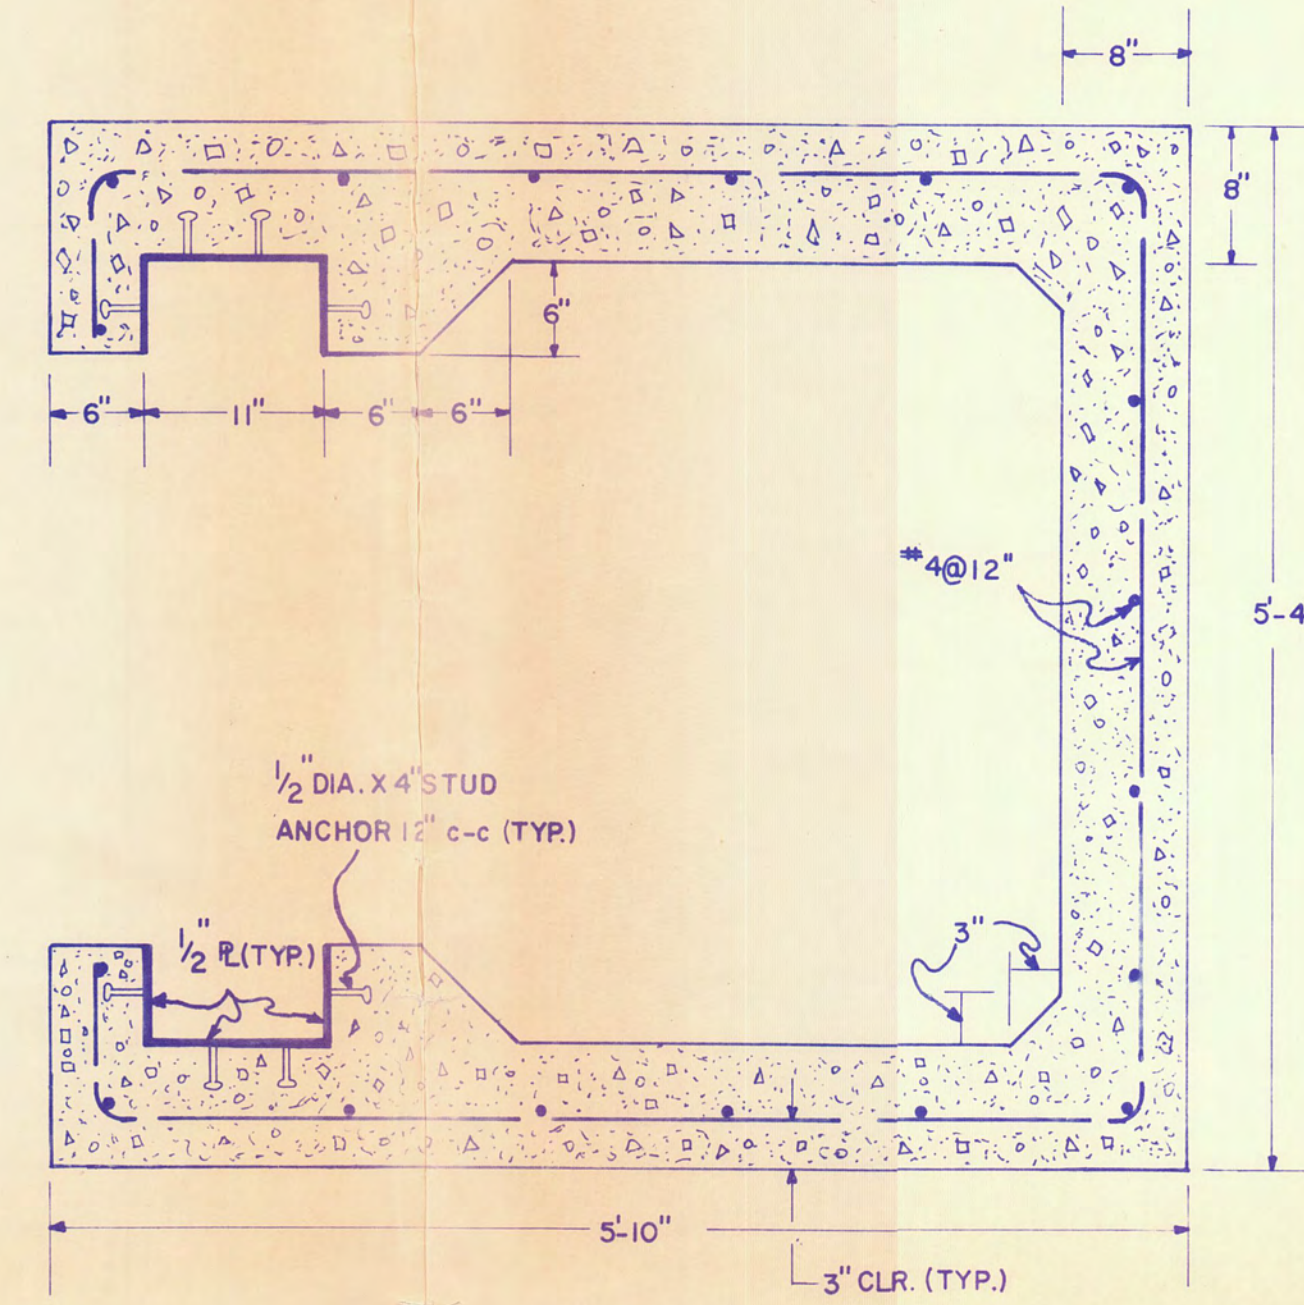 8"
8"
6"
6" 11" 6" 6"
#4@12"
5'-4
1/2" DIA. X 4" STUD
ANCHOR 12" c-c (TYP.)
1/2" PL (TYP.)
3"
5'-10"
3" CLR. (TYP.)